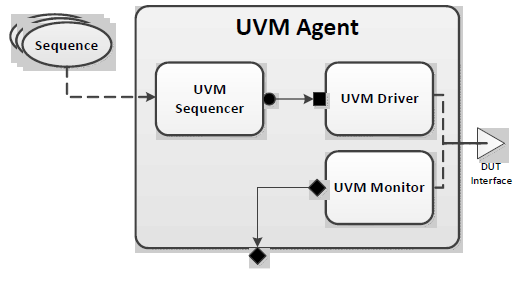 UVM Agent
Sequence
UVM
Sequencer
UVM Driver
UVM Monitor
DUT
Interface